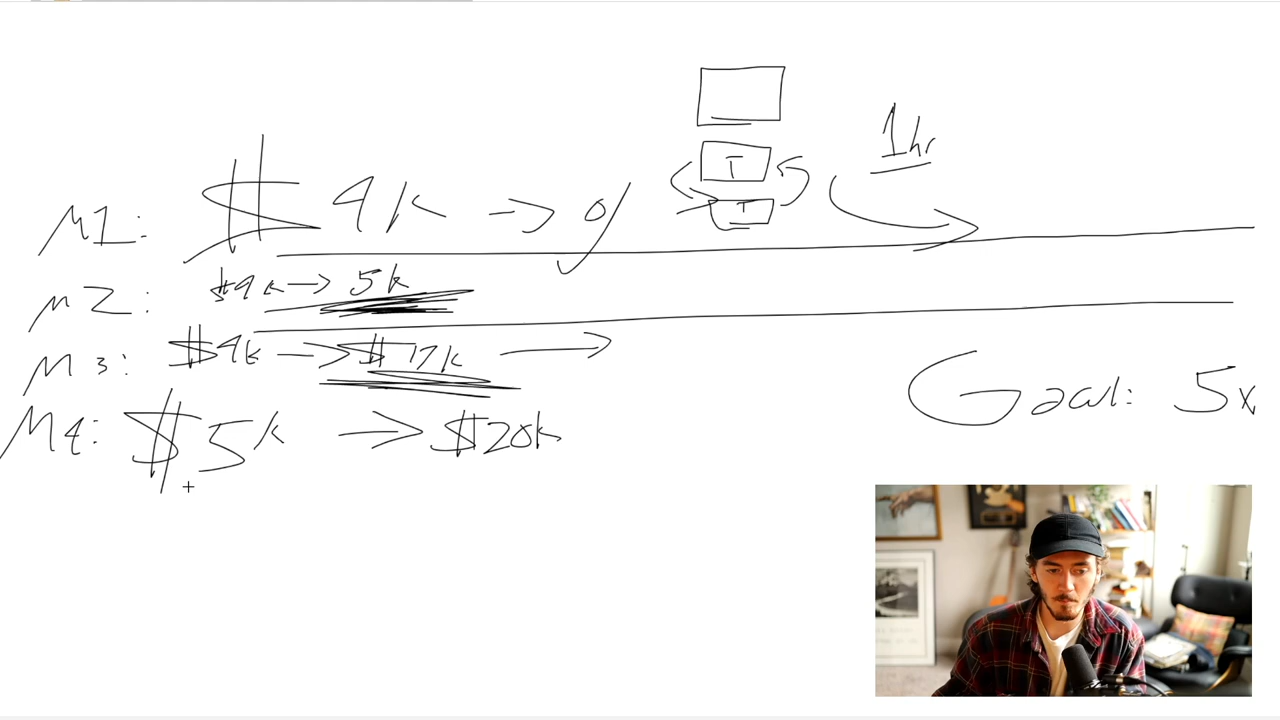 M1: $ 9k → 0/
T
T
1hr
M2: $9k → 5k
M3: $9k → $17k →
Goal: 5x
M4: $5k → $20k